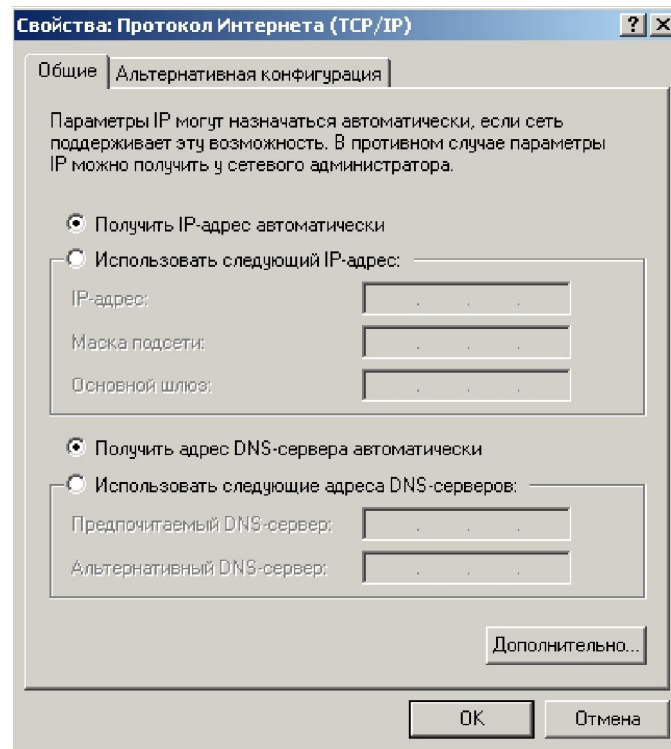 Свойства: Протокол Интернета (TCP/IP)
Общие
Альтернативная конфигурация
Параметры IP могут назначаться автоматически, если сеть
поддерживает эту возможность. В противном случае параметры
IP можно получить у сетевого администратора.
Получить IP-адрес автоматически
Использовать следующий IP-адрес:
IP-адрес:
Маска подсети:
Основной шлюз:
Получить адрес DNS-сервера автоматически
Использовать следующие адреса DNS-серверов:
Предпочитаемый DNS-сервер:
Альтернативный DNS-сервер:
Дополнительно...
OK
Отмена